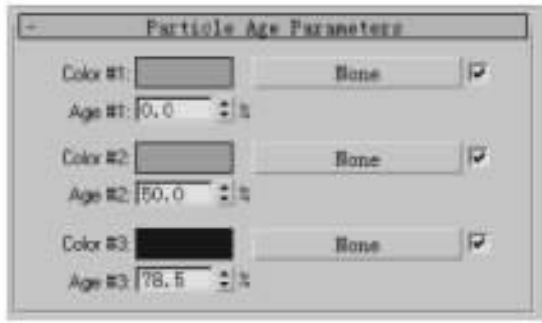 - Particle Age Parameters
Color #1: None
Age #1: 0.0 %
Color #2: None
Age #2: 50.0 %
Color #3: None
Age #3: 78.5 %